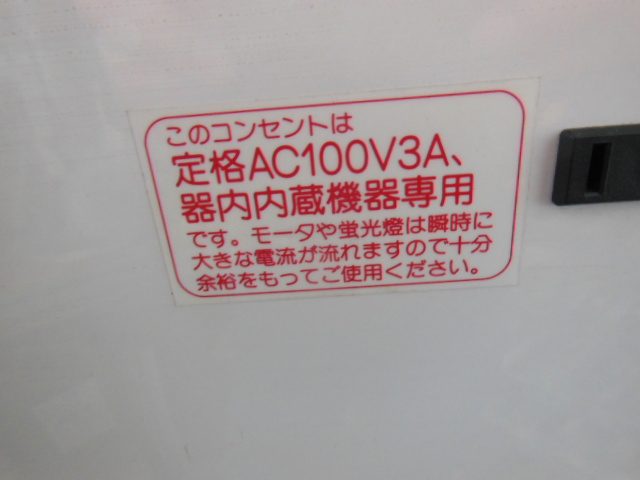 このコンセントは
定格AC100V3A、
器内内蔵機器専用
です。モータや蛍光燈は瞬時に
大きな電流が流れますので十分
余裕をもってご使用ください。